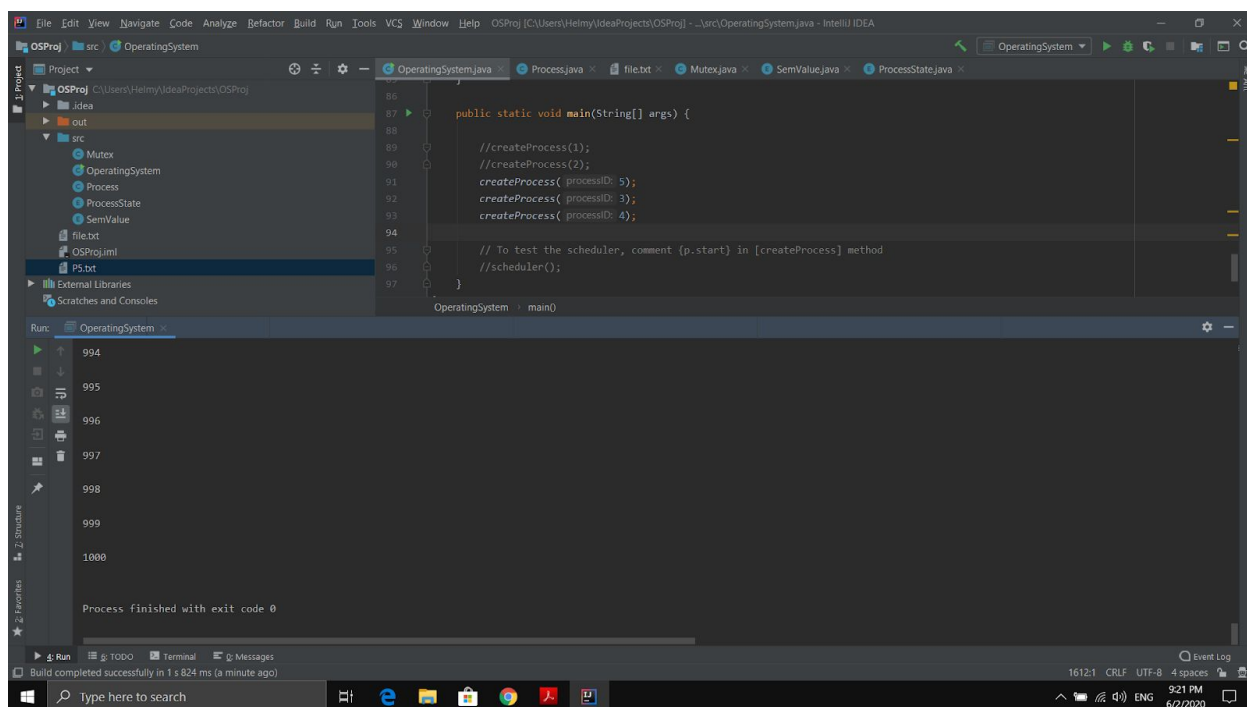 File Edit View Navigate Code Analyze Refactor Build Run Tools VCS Window Help OSProj [C:\Users\Helmy\IdeaProjects\OSProj] - ...\src\OperatingSystem.java - IntelliJ IDEA
OSProj src OperatingSystem
OperatingSystem
1: Project
Project
OperatingSystem.java Process.java file.txt Mutex.java SemValue.java ProcessState.java
OSProj C:\Users\Helmy\IdeaProjects\OSProj
.idea
out
src
Mutex
OperatingSystem
Process
ProcessState
SemValue
file.txt
OSProj.iml
P5.txt
External Libraries
Scratches and Consoles
85 }
86
87 public static void main(String[] args) {
88
89 //createProcess(1);
90 //createProcess(2);
91 createProcess( processID: 5);
92 createProcess( processID: 3);
93 createProcess( processID: 4);
94
95 // To test the scheduler, comment {p.start} in [createProcess] method
96 //scheduler();
97 }
OperatingSystem main()
Run: OperatingSystem
994
995
996
997
998
999
1000
Process finished with exit code 0
7: Structure
2: Favorites
4: Run 6: TODO Terminal 0: Messages
Event Log
Build completed successfully in 1 s 824 ms (a minute ago)
1612:1 CRLF UTF-8 4 spaces
Type here to search
ENG
9:21 PM
6/2/2020